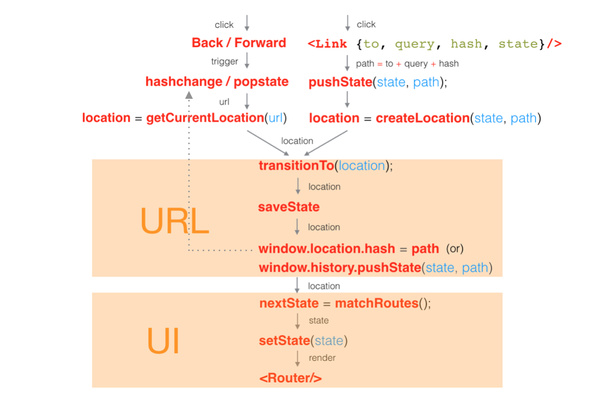 click
click
Back / Forward
<Link {to, query, hash, state}/>
trigger
path = to + query + hash
hashchange / popstate
pushState(state, path);
url
location = getCurrentLocation(url)
location = createLocation(state, path)
location
transitionTo(location);
location
saveState
URL
location
window.location.hash = path (or)
window.history.pushState(state, path)
location
nextState = matchRoutes();
state
UI
setState(state)
render
<Router/>